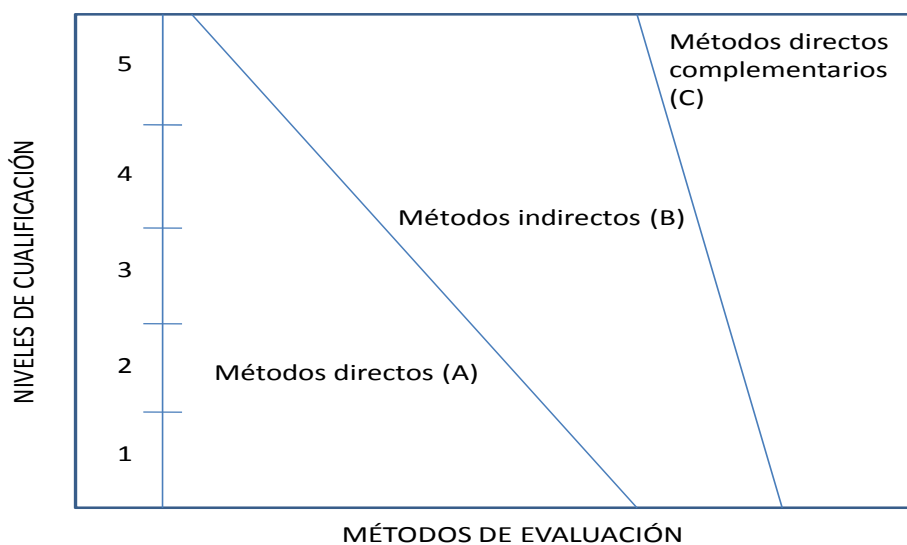 NIVELES DE CUALIFICACIÓN
5
4
3
2
1
Métodos directos
complementarios
(C)
Métodos indirectos (B)
Métodos directos (A)
MÉTODOS DE EVALUACIÓN